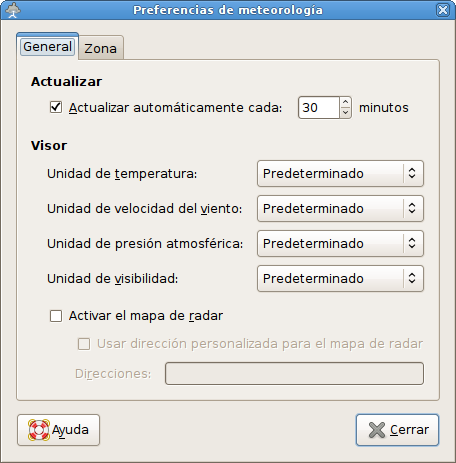 Preferencias de meteorología
General
Zona
Actualizar
Actualizar automáticamente cada: 30 minutos
Visor
Unidad de temperatura: Predeterminado
Unidad de velocidad del viento: Predeterminado
Unidad de presión atmosférica: Predeterminado
Unidad de visibilidad: Predeterminado
Activar el mapa de radar
Usar dirección personalizada para el mapa de radar
Direcciones:
Ayuda
Cerrar